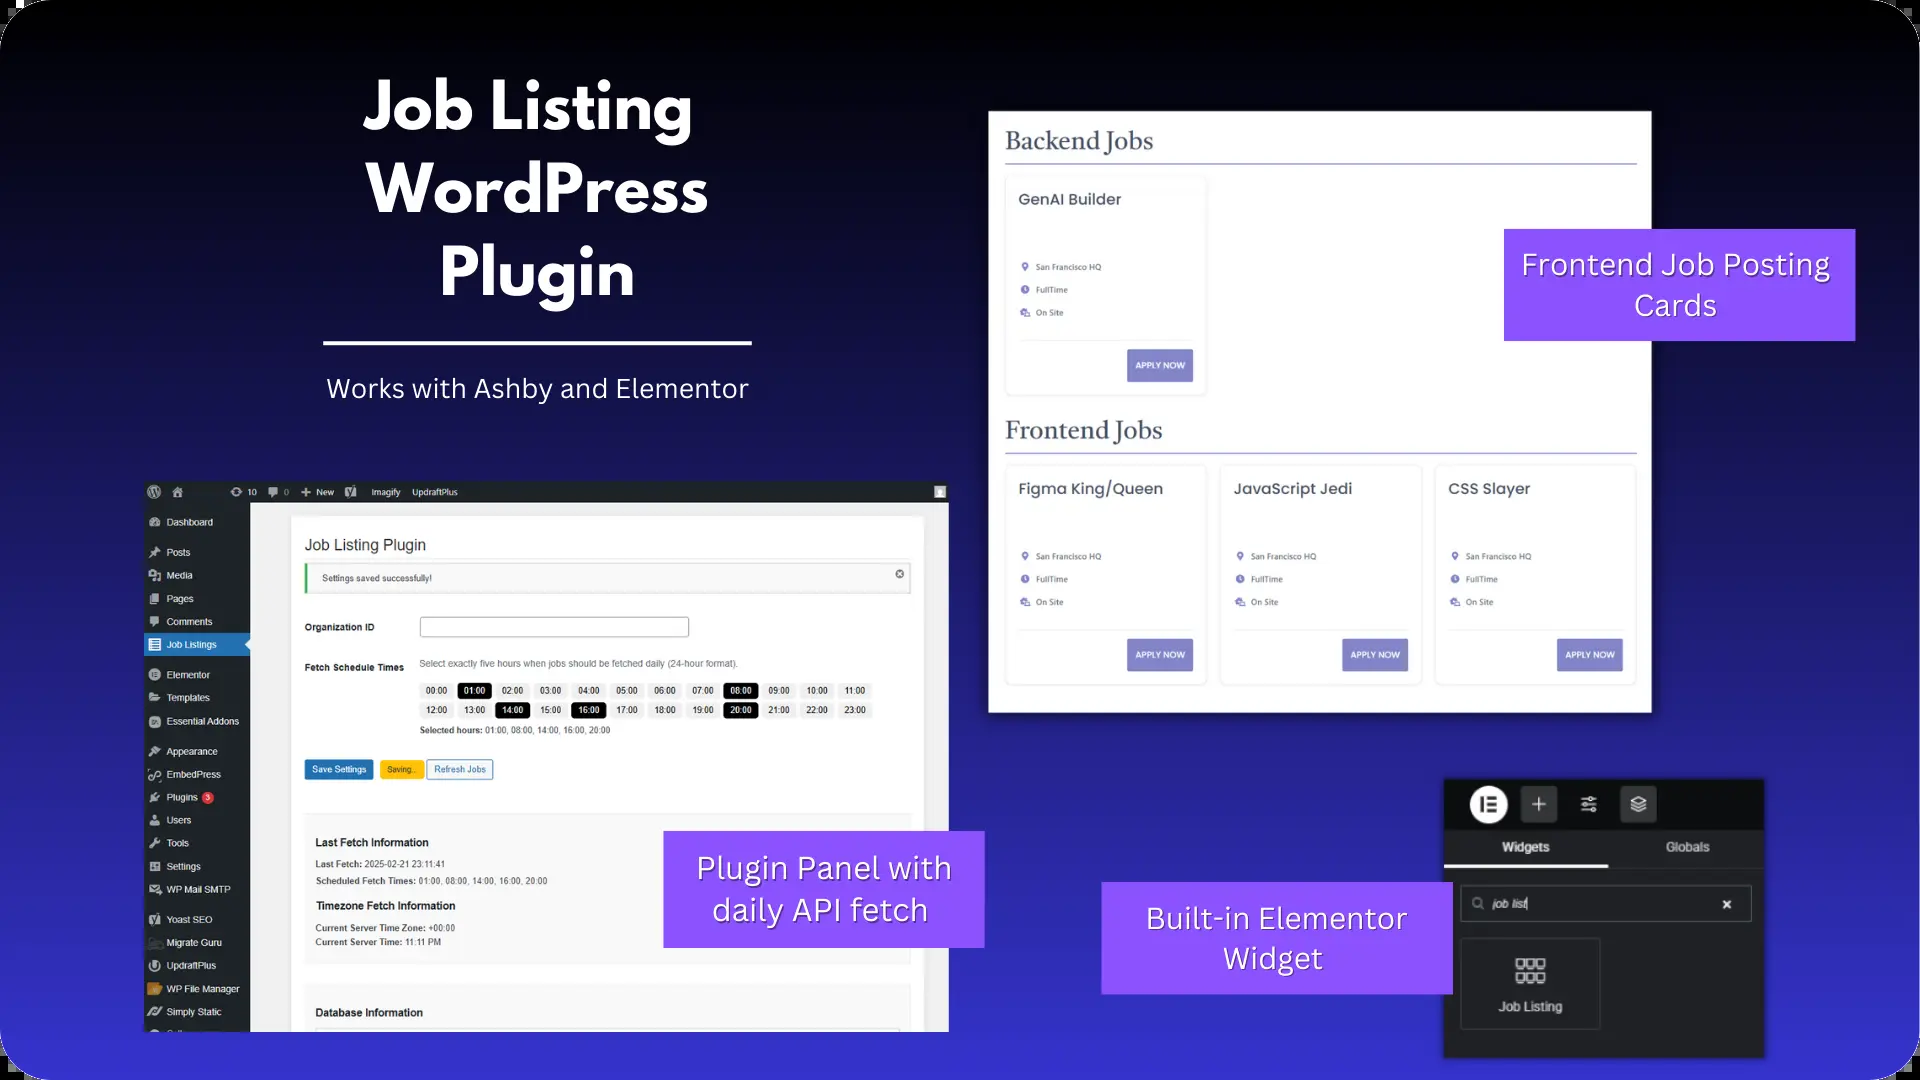 Job Listing
WordPress
Plugin
Works with Ashby and Elementor
10
0
New
Imagify
UpdraftPlus
Dashboard
Posts
Media
Pages
Comments
Job Listings
Elementor
Templates
Essential Addons
Appearance
EmbedPress
Plugins 3
Users
Tools
Settings
WP Mail SMTP
Yoast SEO
Migrate Guru
UpdraftPlus
WP File Manager
Simply Static
Job Listing Plugin
Settings saved successfully!
Organization ID
Fetch Schedule Times
Select exactly five hours when jobs should be fetched daily (24-hour format).
00:00 01:00 02:00 03:00 04:00 05:00 06:00 07:00 08:00 09:00 10:00 11:00
12:00 13:00 14:00 15:00 16:00 17:00 18:00 19:00 20:00 21:00 22:00 23:00
Selected hours: 01:00, 08:00, 14:00, 16:00, 20:00
Save Settings
Saving..
Refresh Jobs
Last Fetch Information
Last Fetch: 2025-02-21 23:11:41
Scheduled Fetch Times: 01:00, 08:00, 14:00, 16:00, 20:00
Timezone Fetch Information
Current Server Time Zone: +00:00
Current Server Time: 11:11 PM
Database Information
Plugin Panel with
daily API fetch
Backend Jobs
GenAI Builder
San Francisco HQ
FullTime
On Site
APPLY NOW
Frontend Jobs
Figma King/Queen
San Francisco HQ
FullTime
On Site
APPLY NOW
JavaScript Jedi
San Francisco HQ
FullTime
On Site
APPLY NOW
CSS Slayer
San Francisco HQ
FullTime
On Site
APPLY NOW
Frontend Job Posting
Cards
Built-in Elementor
Widget
Widgets
Globals
job list
Job Listing